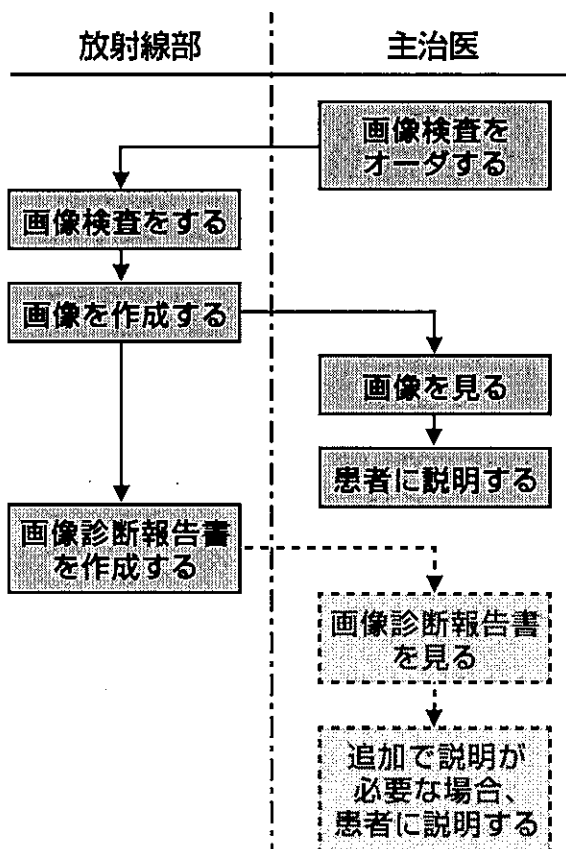 放射線部
主治医
画像検査を
オーダする
画像検査をする
画像を作成する
画像を見る
患者に説明する
画像診断報告書
を作成する
画像診断報告書
を見る
追加で説明が
必要な場合、
患者に説明する